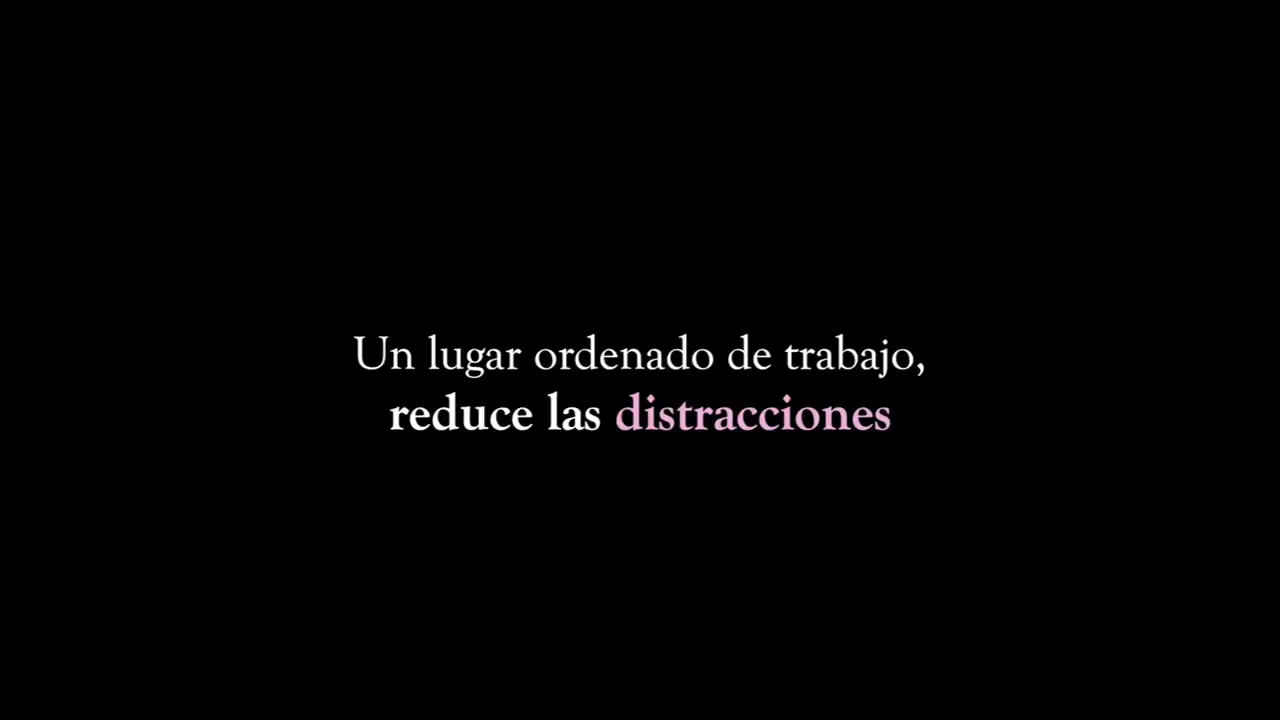 Un lugar ordenado de trabajo,
reduce las distracciones